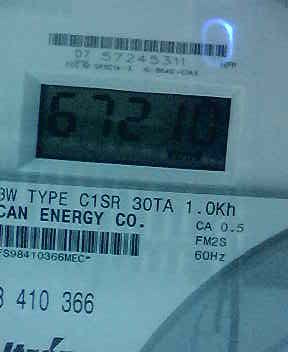 07 57245311
67210
3W TYPE C1SR 30TA 1.0Kh
CAN ENERGY CO.
CA 0.5
FM2S
60Hz
FS98410366MEC-
3 410 366